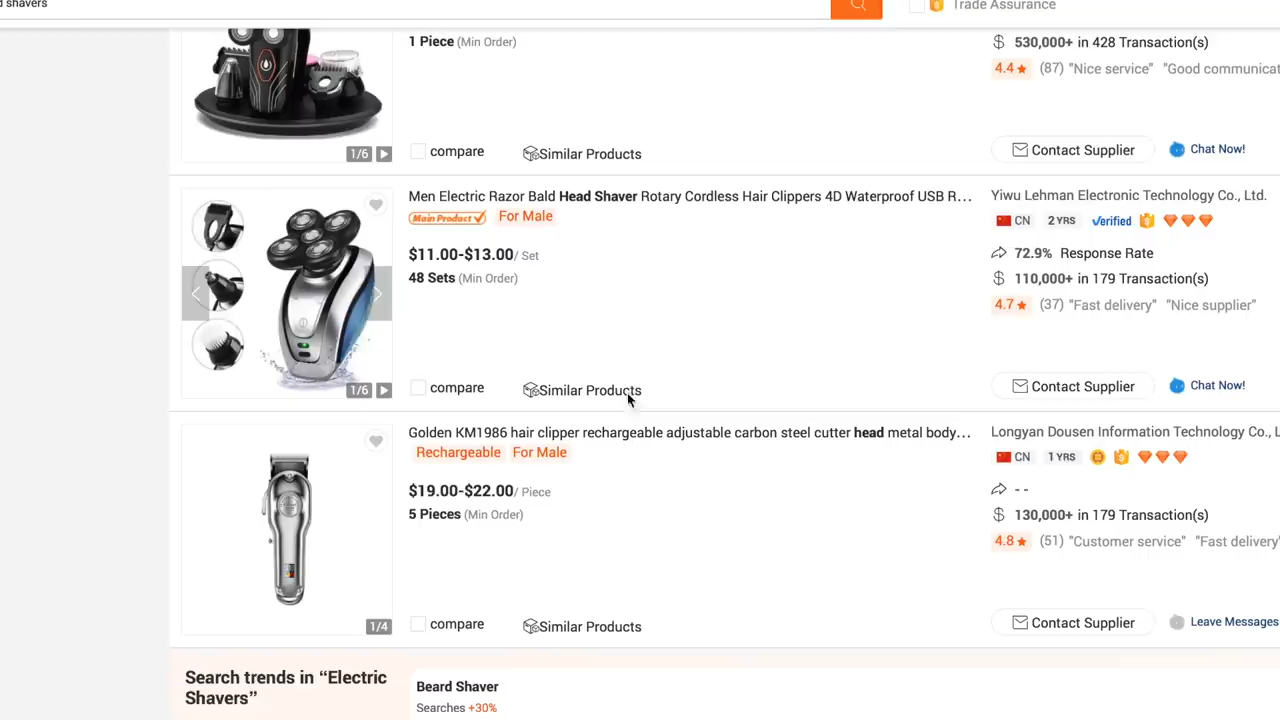 d shavers
Trade Assurance
1 Piece (Min Order)
530,000+ in 428 Transaction(s)
4.4★ (87) "Nice service" "Good communicat
1/6
compare
Similar Products
Contact Supplier
Chat Now!
Men Electric Razor Bald Head Shaver Rotary Cordless Hair Clippers 4D Waterproof USB R...
Main Product For Male
$11.00-$13.00/ Set
48 Sets (Min Order)
Yiwu Lehman Electronic Technology Co., Ltd.
CN 2 YRS Verified
72.9% Response Rate
110,000+ in 179 Transaction(s)
4.7★ (37) "Fast delivery" "Nice supplier"
1/6
compare
Similar Products
Contact Supplier
Chat Now!
Golden KM1986 hair clipper rechargeable adjustable carbon steel cutter head metal body...
Rechargeable For Male
$19.00-$22.00/ Piece
5 Pieces (Min Order)
Longyan Dousen Information Technology Co., L
CN 1 YRS
- -
130,000+ in 179 Transaction(s)
4.8★ (51) "Customer service" "Fast delivery"
1/4
compare
Similar Products
Contact Supplier
Leave Messages
Search trends in “Electric
Shavers”
Beard Shaver
Searches +30%